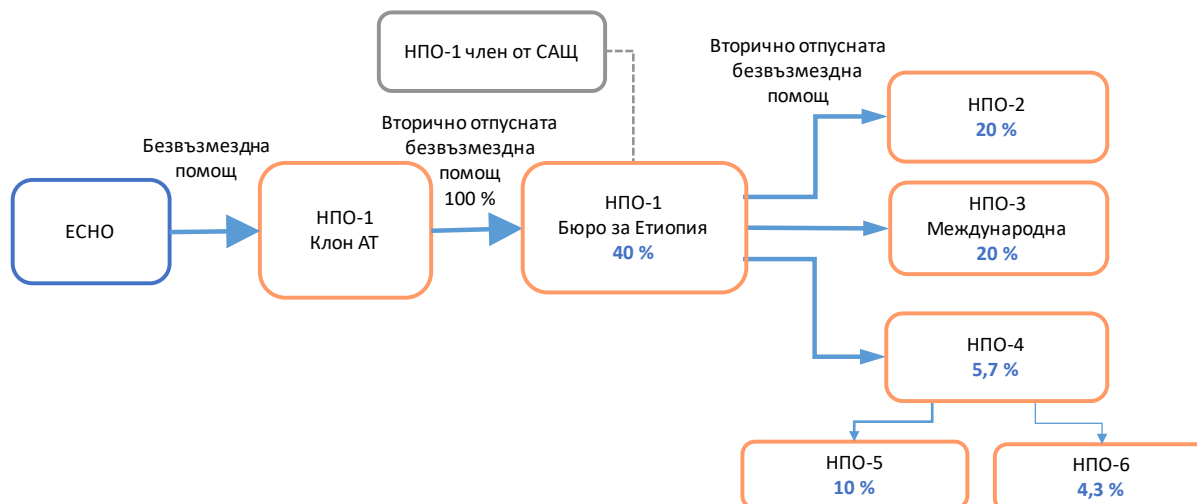 НПО-1 член от САЩ
Вторично отпусната
безвъзмездна
помощ
НПО-2
20 %
Безвъзмездна
помощ
Вторично отпусната
безвъзмездна
помощ
100 %
ЕСНО
НПО-1
Клон АТ
НПО-1
Бюро за Етиопия
40 %
НПО-3
Международна
20 %
НПО-4
5,7 %
НПО-5
10 %
НПО-6
4,3 %